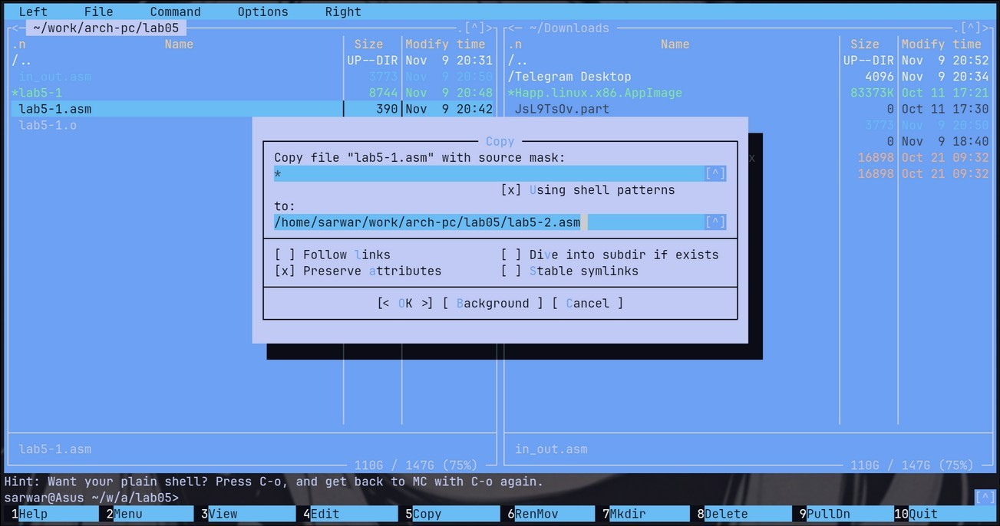 Left File Command Options Right
<— ~/work/arch-pc/lab05 .[^]> <— ~/Downloads .[^]>
.n Name Size Modify time .n Name Size Modify time
/.. UP--DIR Nov 9 20:31 /.. UP--DIR Nov 9 20:52
in_out.asm 3773 Nov 9 20:50 /Telegram Desktop 4096 Nov 9 20:34
*lab5-1 8744 Nov 9 20:48 *Happ.linux.x86.AppImage 83373K Oct 11 17:21
lab5-1.asm 390 Nov 9 20:42 JsL9TsOv.part 0 Oct 11 17:30
lab5-1.o 3773 Nov 9 20:50
Copy 0 Nov 9 18:40
Copy file "lab5-1.asm" with source mask: x 16898 Oct 21 09:32
* [^] 16898 Oct 21 09:32
[x] Using shell patterns
to:
/home/sarwar/work/arch-pc/lab05/lab5-2.asm [^]
[ ] Follow links [ ] Dive into subdir if exists
[x] Preserve attributes [ ] Stable symlinks
[< OK >] [ Background ] [ Cancel ]
lab5-1.asm in_out.asm
110G / 147G (75%) 110G / 147G (75%)
Hint: Want your plain shell? Press C-o, and get back to MC with C-o again.
sarwar@Asus ~/w/a/lab05> [^]
1Help 2Menu 3View 4Edit 5Copy 6RenMov 7Mkdir 8Delete 9PullDn 10Quit